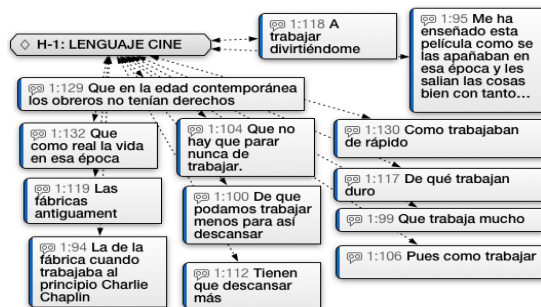 H-1: LENGUAJE CINE
1:118 A
trabajar
divirtiéndome
1:95 Me ha
enseñado esta
película como se
las apañaban en
esa época y les
salian las cosas
bien con tanto...
1:129 Que en la edad contemporánea
los obreros no tenían derechos
1:132 Que
como real la vida
en esa época
1:104 Que no
hay que parar
nunca de
trabajar.
1:130 Como trabajaban
de rápido
1:119 Las
fábricas
antiguament
1:100 De que
podamos trabajar
menos para así
descansar
1:117 De qué trabajan
duro
1:99 Que trabaja mucho
1:94 La de la
fábrica cuando
trabajaba al
principio Charlie
Chaplin
1:112 Tienen
que descansar
más
1:106 Pues como trabajar